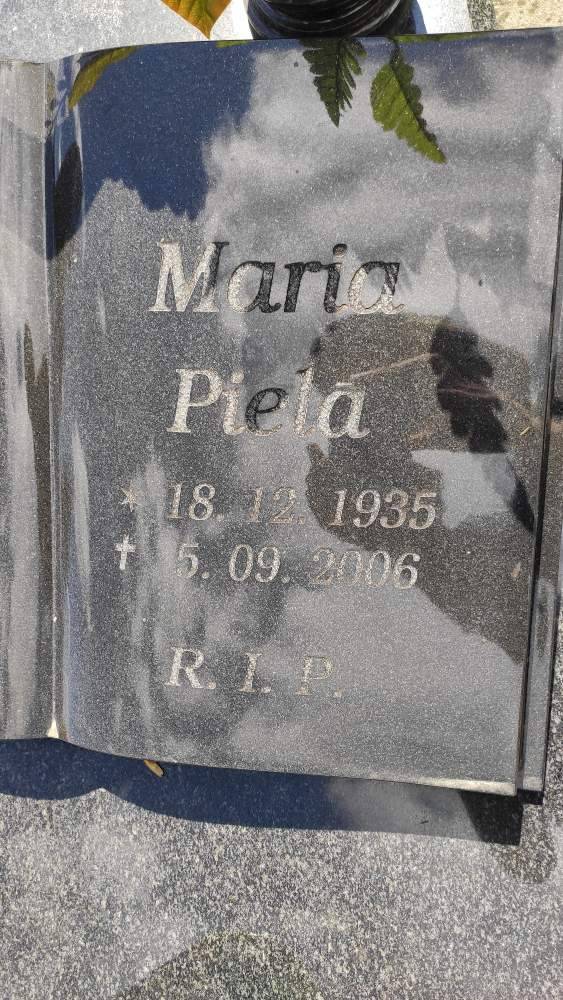 Maria
Piela
* 18. 12. 1935
† 5. 09. 2006
R. I. P.